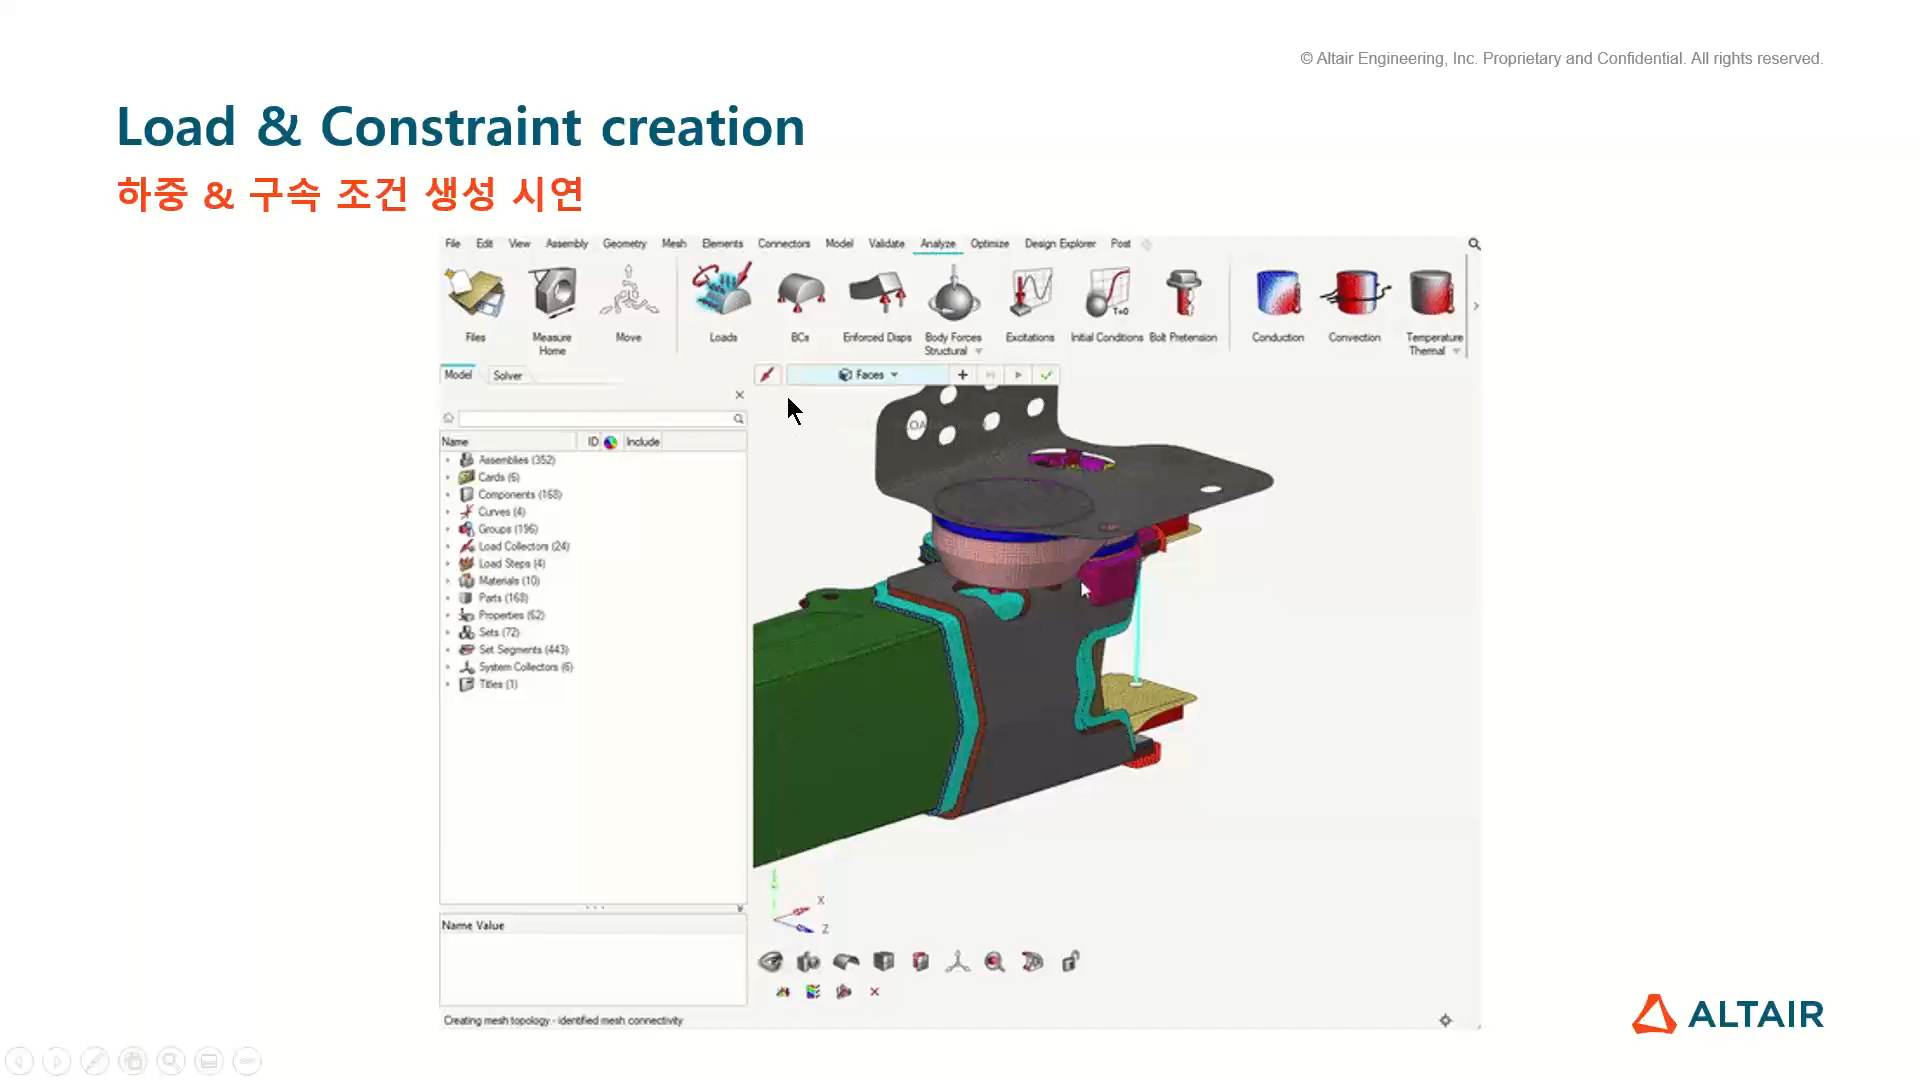 © Altair Engineering, Inc. Proprietary and Confidential. All rights reserved.
Load & Constraint creation
하중 & 구속 조건 생성 시연
File Edit View Assembly Geometry Mesh Elements Connectors Model Validate Analyze Optimize Design Explorer Post
Files Measure Move Loads BCs Enforced Disps Body Forces Excitations Initial Conditions Bolt Pretension Conduction Convection Temperature
Home Structural Thermal
T=0
Model Solver
Faces
Name ID Include
Assemblies (352)
Cards (6)
Components (168)
Curves (4)
Groups (196)
Load Collectors (24)
Load Steps (4)
Materials (10)
Parts (168)
Properties (62)
Sets (72)
Set Segments (443)
System Collectors (6)
Titles (1)
X
Z
Name Value
Creating mesh topology - identified mesh connectivity
ALTAIR